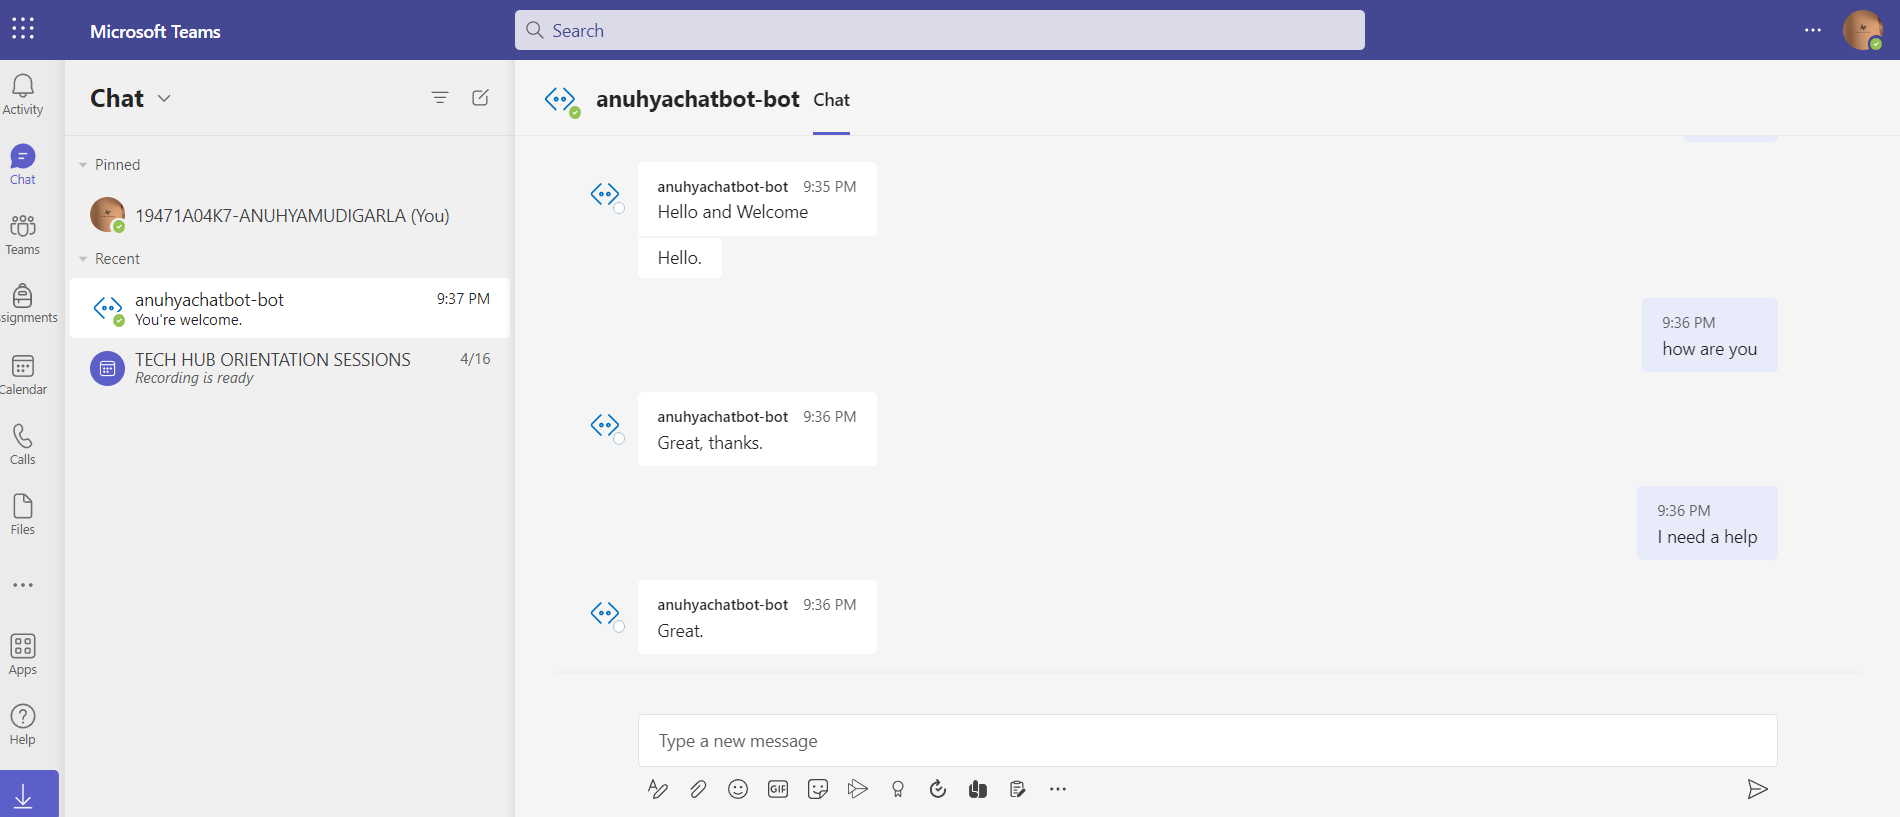 Microsoft Teams
Search
Activity
Chat
Teams
ssignments
Calendar
Calls
Files
Apps
Help
Chat
Pinned
19471A04K7-ANUHYAMUDIGARLA (You)
Recent
anuhyachatbot-bot 9:37 PM
You're welcome.
TECH HUB ORIENTATION SESSIONS 4/16
Recording is ready
anuhyachatbot-bot Chat
anuhyachatbot-bot 9:35 PM
Hello and Welcome
Hello.
9:36 PM
how are you
anuhyachatbot-bot 9:36 PM
Great, thanks.
9:36 PM
I need a help
anuhyachatbot-bot 9:36 PM
Great.
Type a new message
GIF